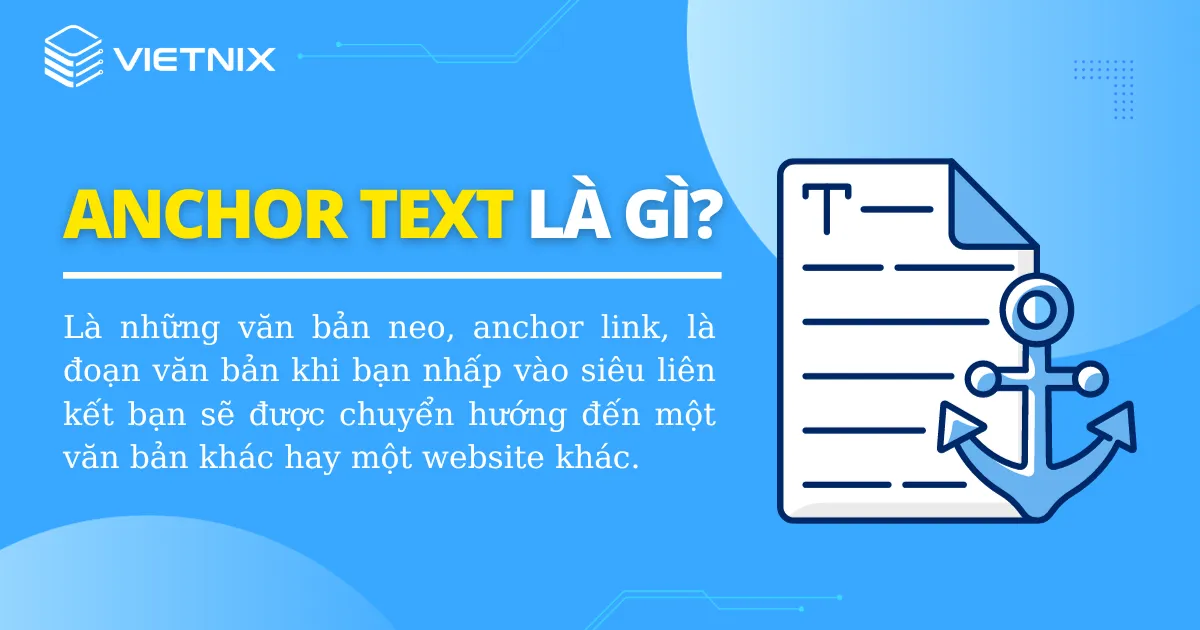 VIETNIX
ANCHOR TEXT LÀ GÌ?
Là những văn bản neo, anchor link, là
đoạn văn bản khi bạn nhấp vào siêu liên
kết bạn sẽ được chuyển hướng đến một
văn bản khác hay một website khác.
T